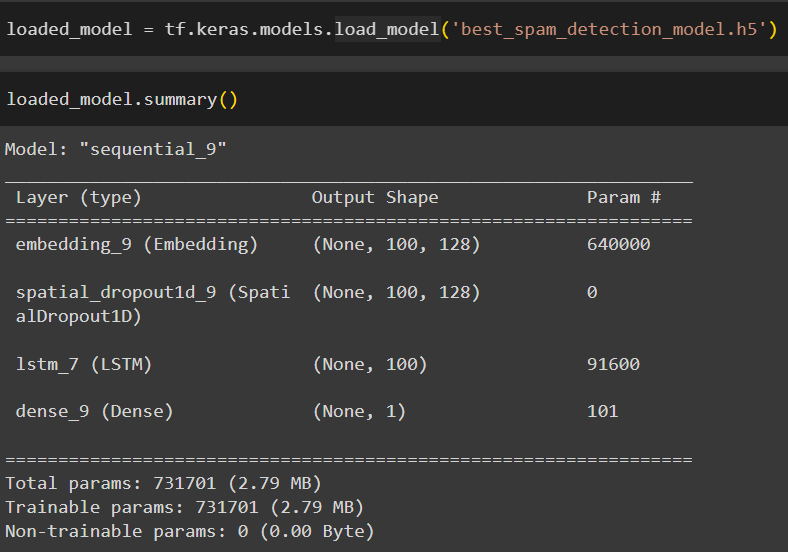 loaded_model = tf.keras.models.load_model('best_spam_detection_model.h5')
loaded_model.summary()
Model: "sequential_9"
_________________________________________________________________
Layer (type) Output Shape Param #
=================================================================
embedding_9 (Embedding) (None, 100, 128) 640000
spatial_dropout1d_9 (Spati (None, 100, 128) 0
alDropout1D)
lstm_7 (LSTM) (None, 100) 91600
dense_9 (Dense) (None, 1) 101
=================================================================
Total params: 731701 (2.79 MB)
Trainable params: 731701 (2.79 MB)
Non-trainable params: 0 (0.00 Byte)